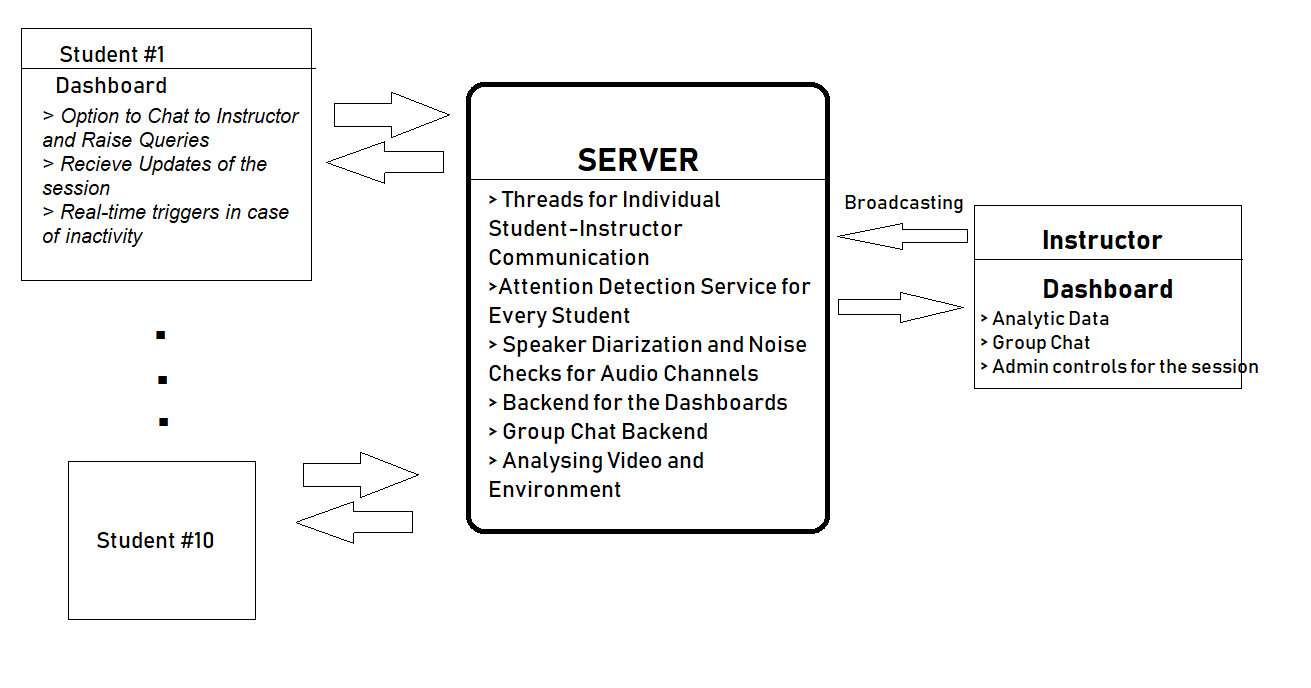 Student #1
Dashboard
> Option to Chat to Instructor
and Raise Queries
> Recieve Updates of the
session
> Real-time triggers in case
of inactivity
Student #10
SERVER
> Threads for Individual
Student-Instructor
Communication
>Attention Detection Service for
Every Student
> Speaker Diarization and Noise
Checks for Audio Channels
> Backend for the Dashboards
> Group Chat Backend
> Analysing Video and
Environment
Broadcasting
Instructor
Dashboard
> Analytic Data
> Group Chat
> Admin controls for the session